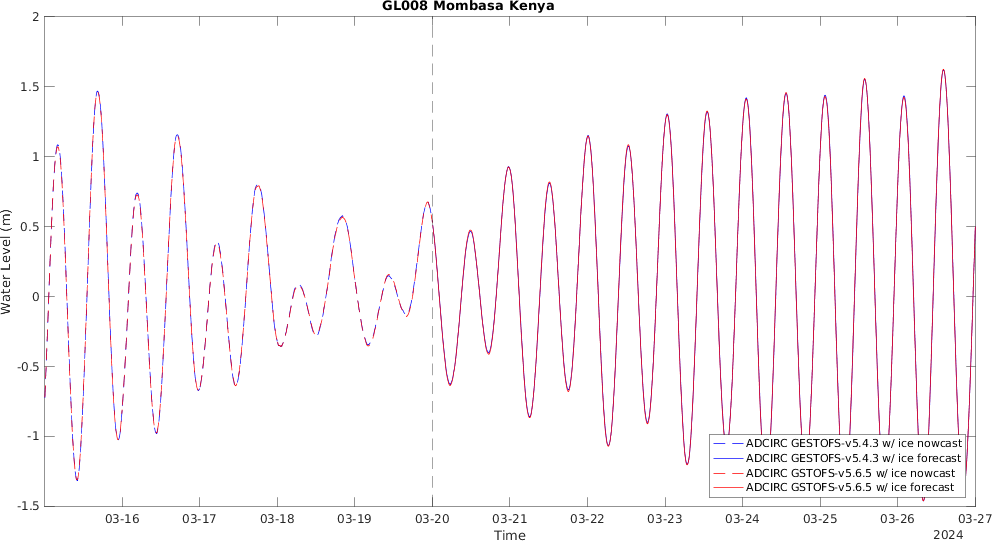 GL008 Mombasa Kenya
2
1.5
1
0.5
0
-0.5
-1
-1.5
Water Level (m)
ADCIRC GESTOFS-v5.4.3 w/ ice nowcast
ADCIRC GESTOFS-v5.4.3 w/ ice forecast
ADCIRC GSTOFS-v5.6.5 w/ ice nowcast
ADCIRC GSTOFS-v5.6.5 w/ ice forecast
03-16 03-17 03-18 03-19 03-20 03-21 03-22 03-23 03-24 03-25 03-26 03-27
Time
2024